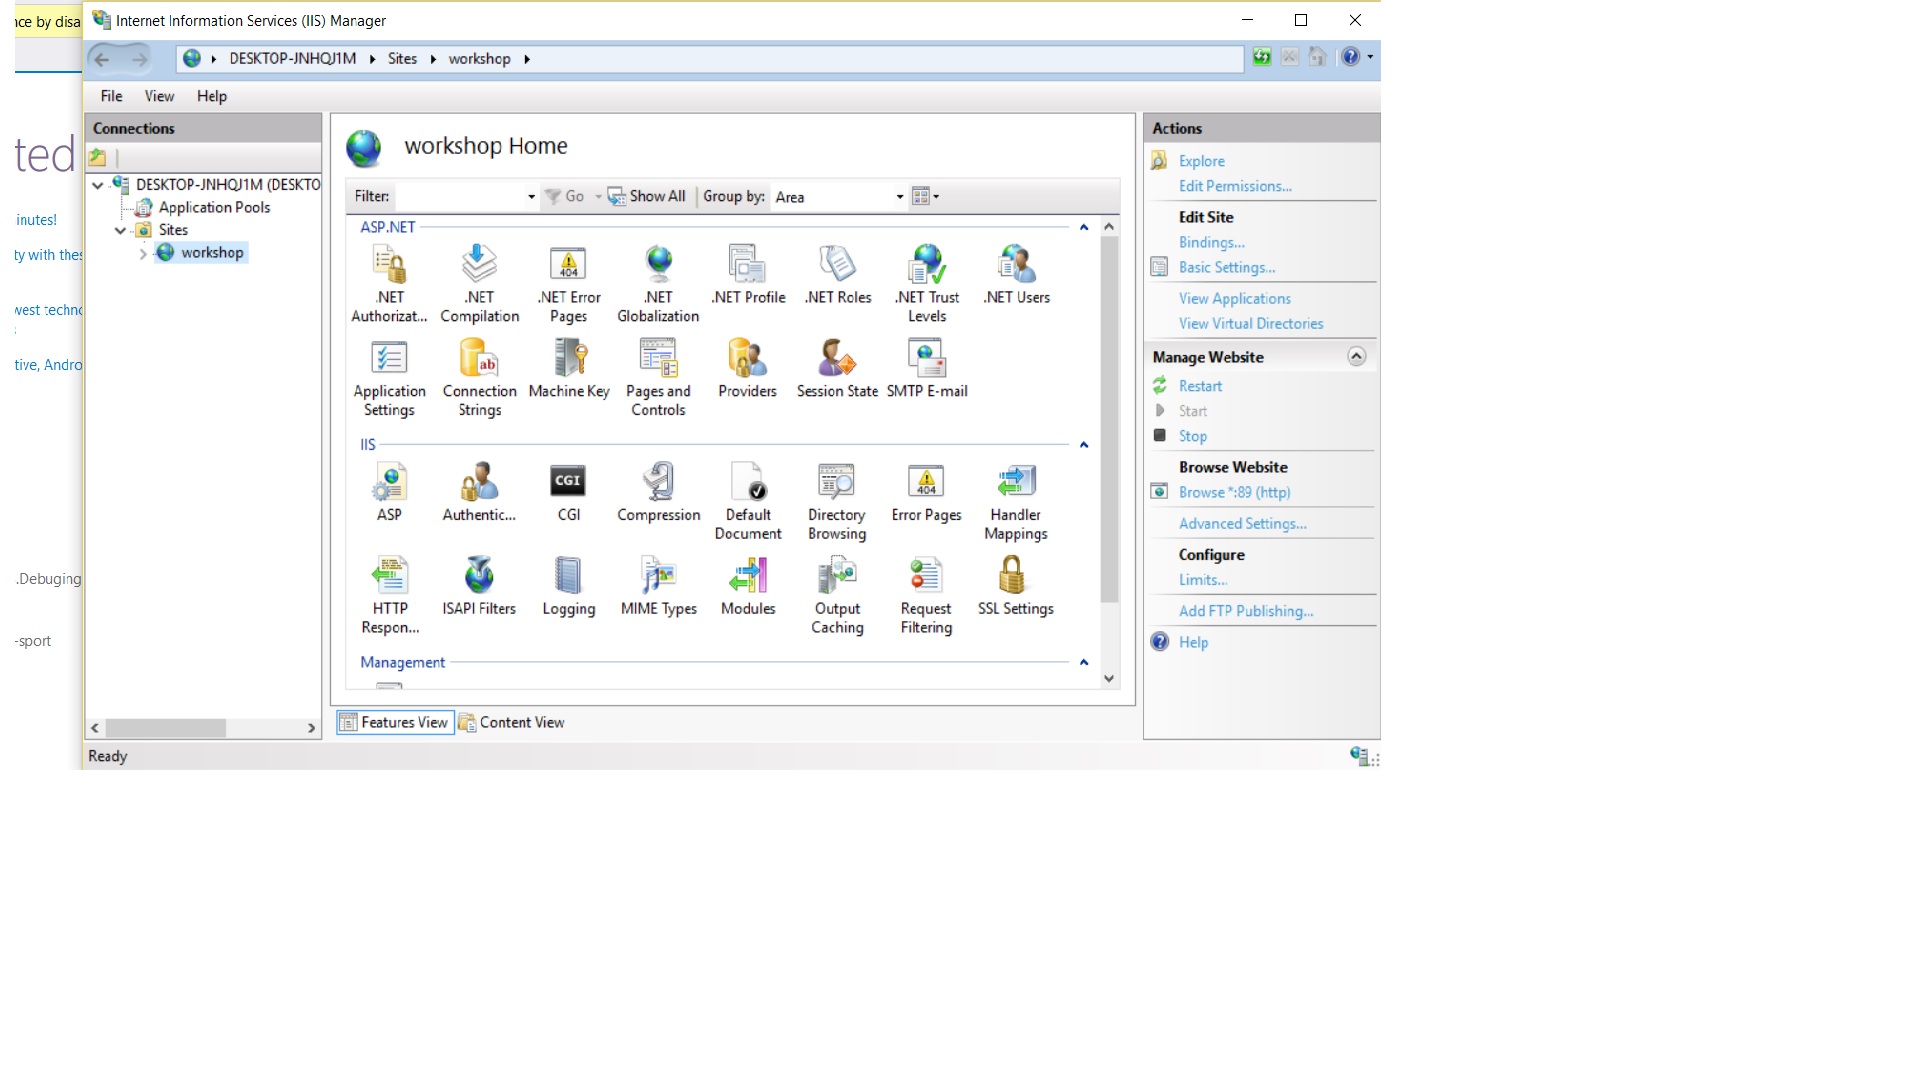 nce by disa
ted
inutes!
ty with thes
west techno
tive, Andro
.Debuging
-sport
Internet Information Services (IIS) Manager
DESKTOP-JNHQJ1M Sites workshop
File View Help
Connections
DESKTOP-JNHQJ1M (DESKTO
Application Pools
Sites
workshop
workshop Home
Filter: Go Show All Group by: Area
ASP.NET
.NET Authorizat...
.NET Compilation
.NET Error Pages
.NET Globalization
.NET Profile
.NET Roles
.NET Trust Levels
.NET Users
Application Settings
Connection Strings
Machine Key
Pages and Controls
Providers
Session State
SMTP E-mail
IIS
ASP
Authentic...
CGI
Compression
Default Document
Directory Browsing
Error Pages
Handler Mappings
HTTP Respon...
ISAPI Filters
Logging
MIME Types
Modules
Output Caching
Request Filtering
SSL Settings
Management
Features View Content View
Ready
Actions
Explore
Edit Permissions...
Edit Site
Bindings...
Basic Settings...
View Applications
View Virtual Directories
Manage Website
Restart
Start
Stop
Browse Website
Browse *:89 (http)
Advanced Settings...
Configure
Limits...
Add FTP Publishing...
Help